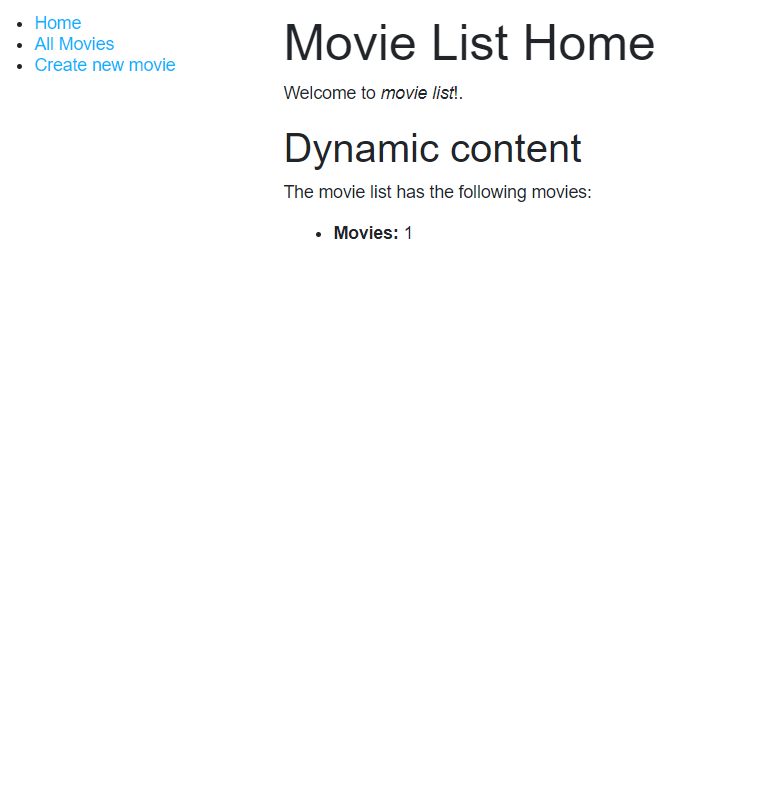 Home
All Movies
Create new movie
Movie List Home
Welcome to movie list!.
Dynamic content
The movie list has the following movies:
Movies: 1